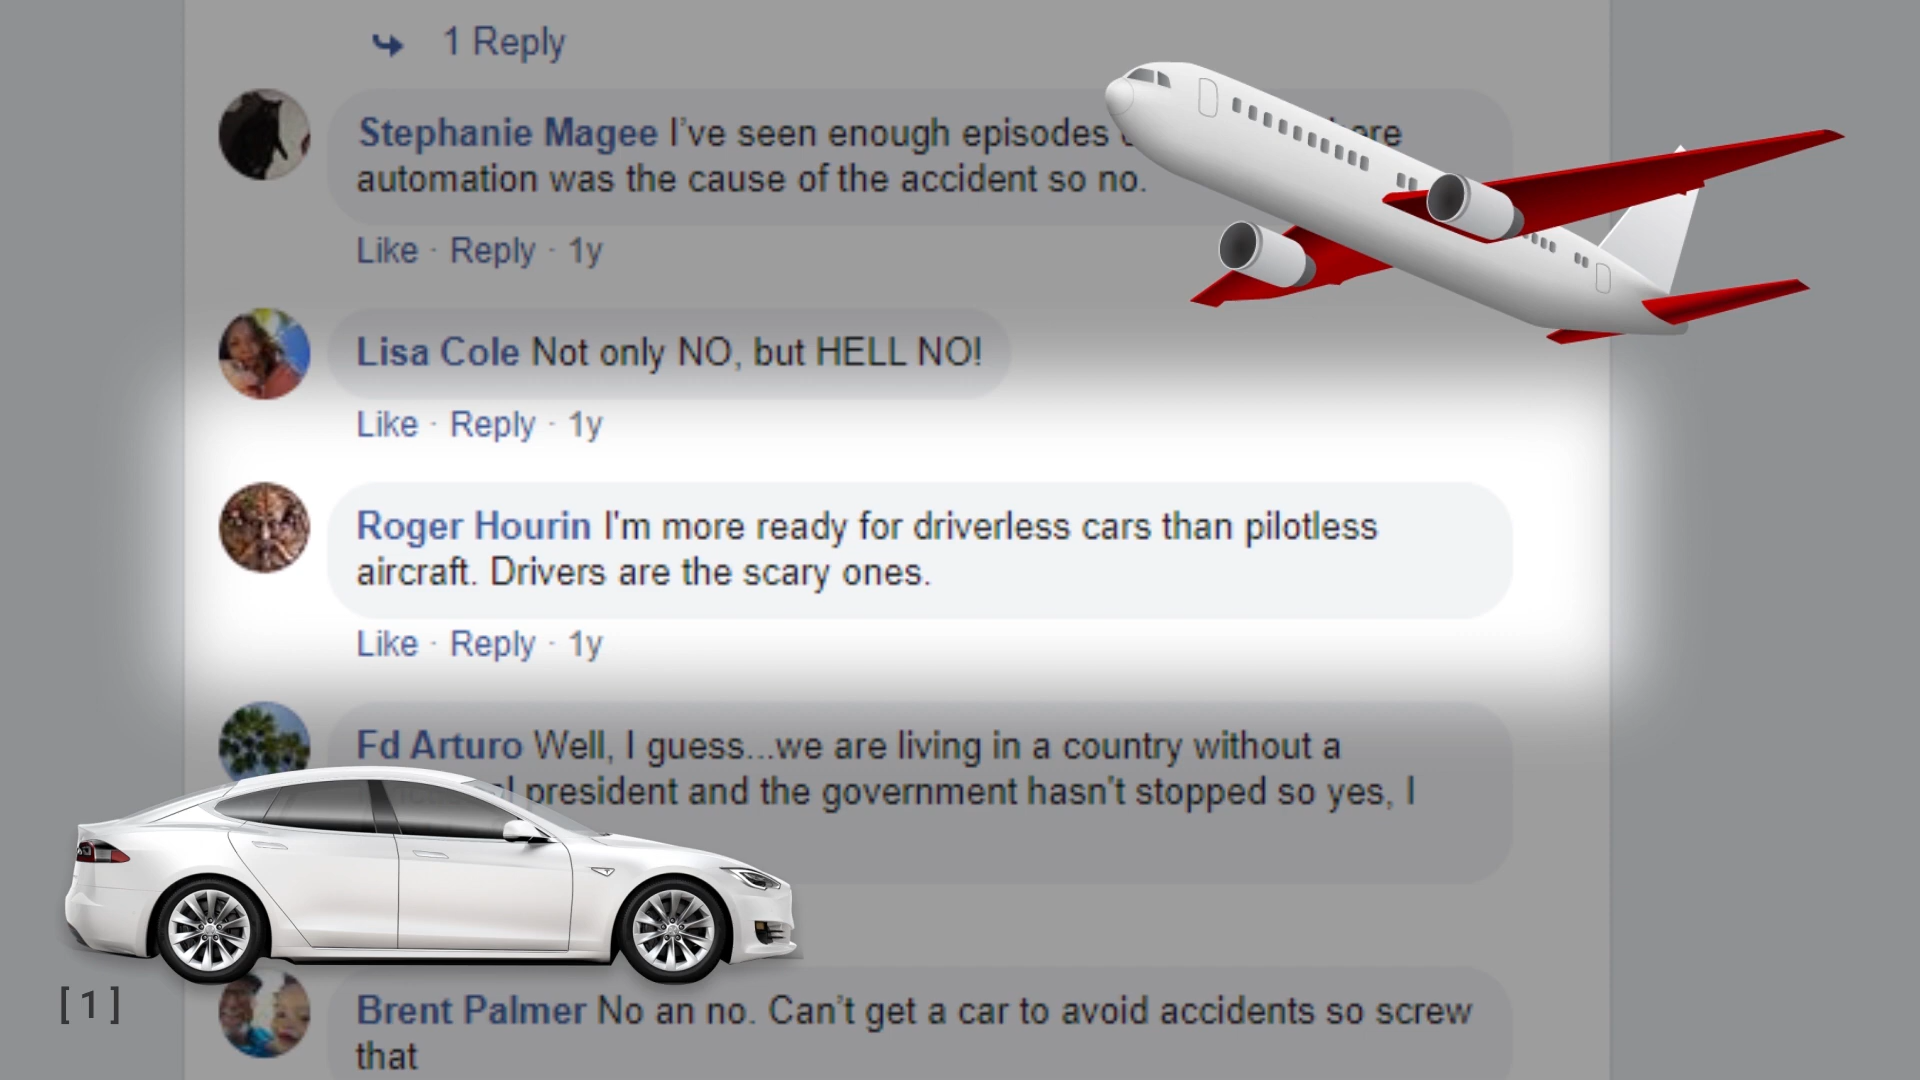 1 Reply
Stephanie Magee I've seen enough episodes
automation was the cause of the accident so no.
Like · Reply · 1y
Lisa Cole Not only NO, but HELL NO!
Like · Reply · 1y
Roger Hourin I'm more ready for driverless cars than pilotless
aircraft. Drivers are the scary ones.
Like · Reply · 1y
Fd Arturo Well, I guess...we are living in a country without a
president and the government hasn't stopped so yes, I
[1]
Brent Palmer No an no. Can't get a car to avoid accidents so screw
that